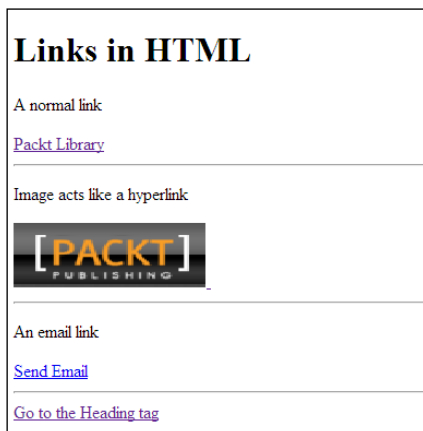 Links in HTML
A normal link
Packt Library
Image acts like a hyperlink
[PACKT]
PUBLISHING
An email link
Send Email
Go to the Heading tag